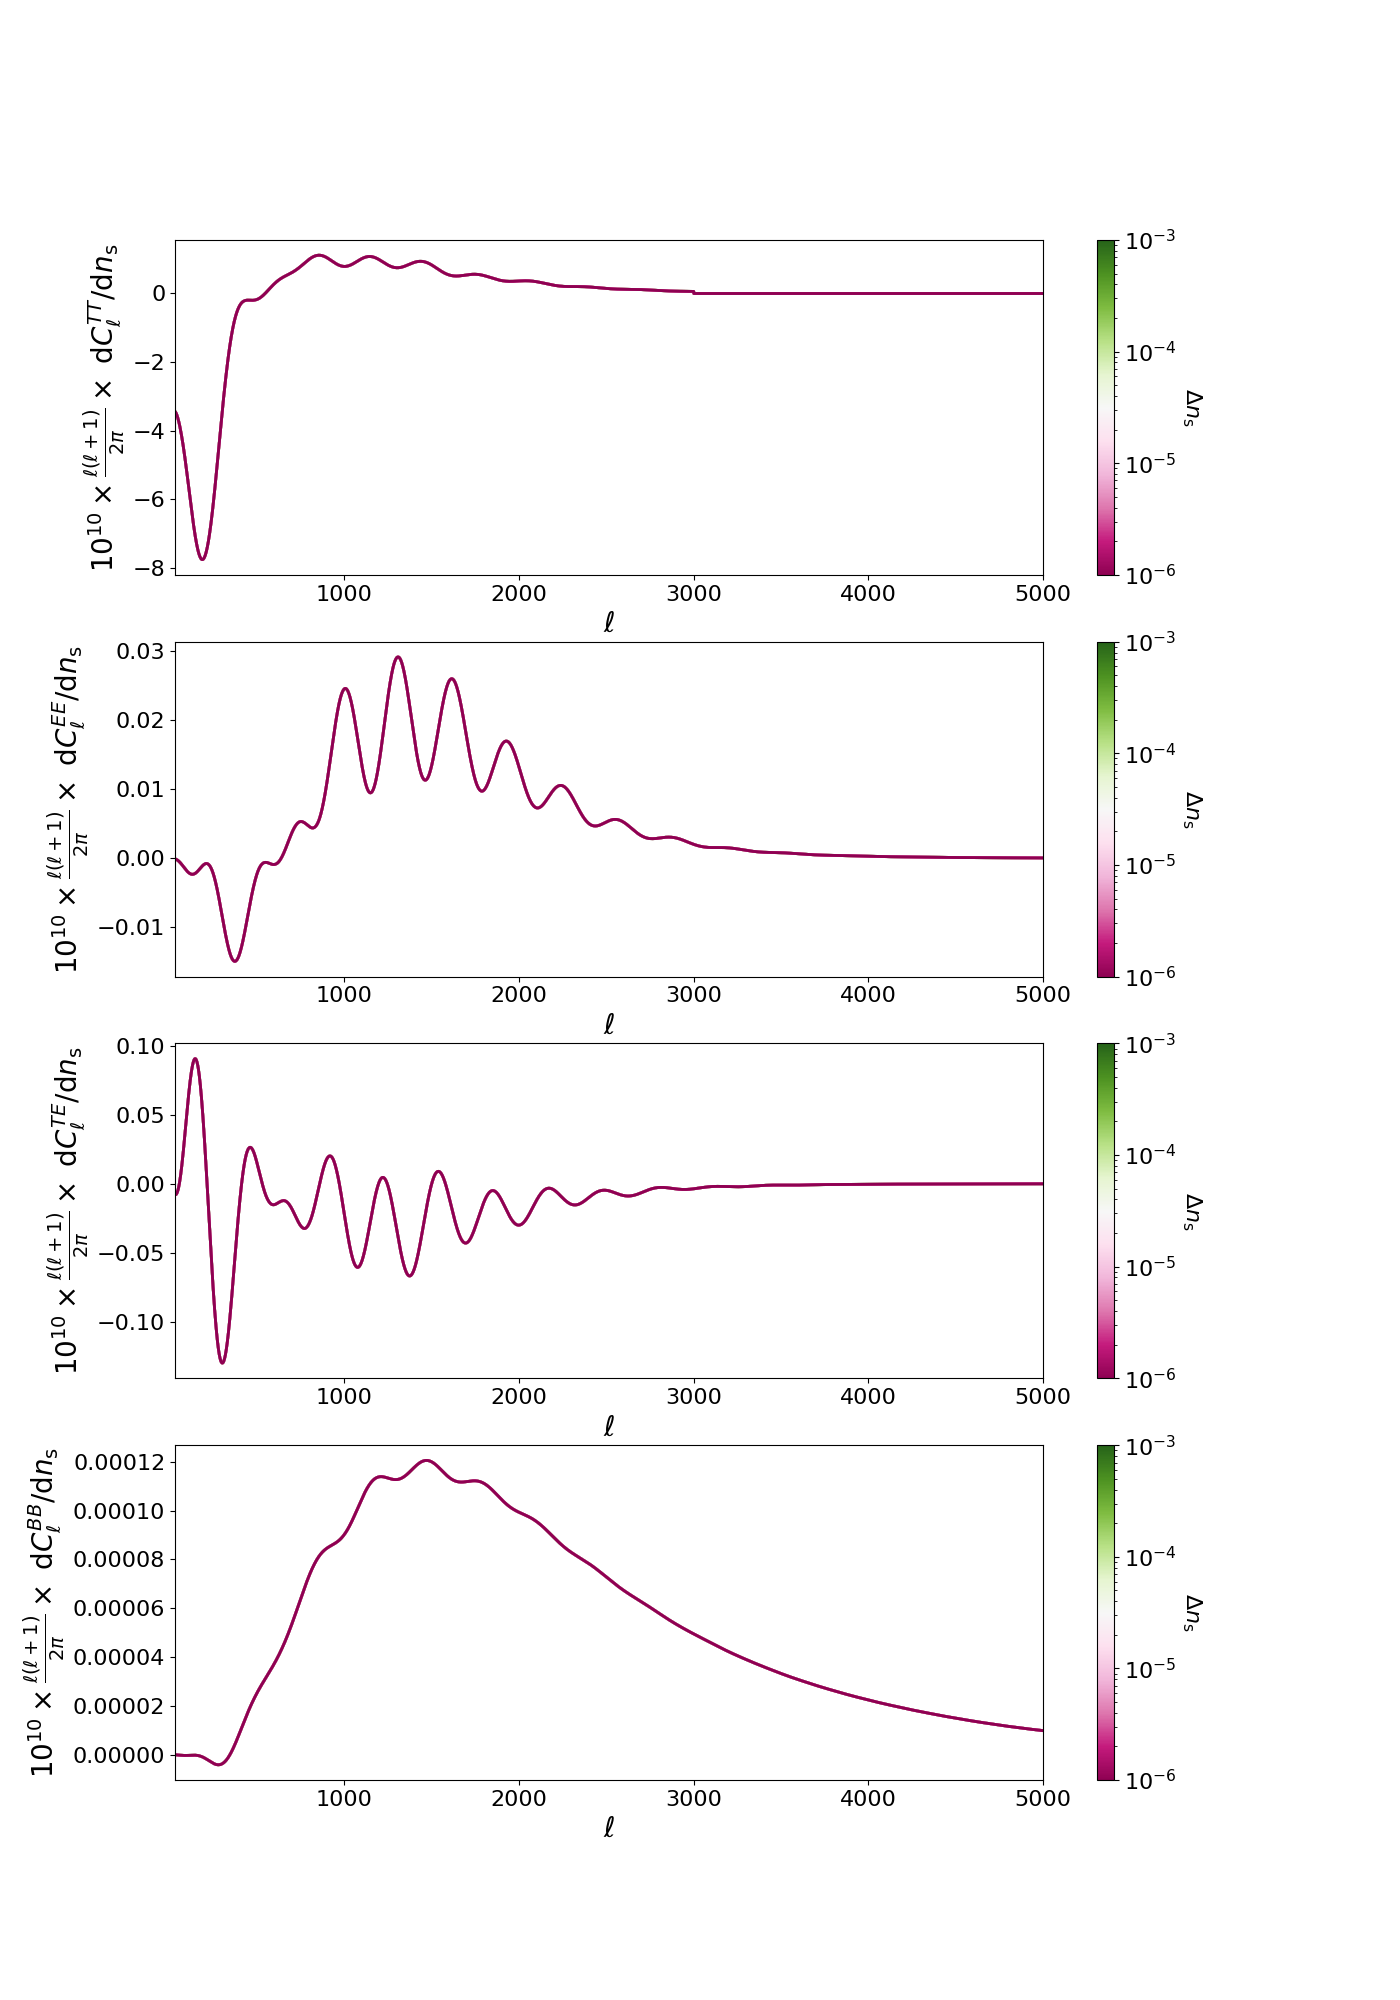 10^{10} × \frac{ℓ(ℓ+1)}{2π} × dC_ℓ^{TT}/dn_s
0
−2
−4
−6
−8
1000 2000 3000 4000 5000
ℓ
10^{−3}
10^{−4}
10^{−5}
10^{−6}
Δn_s
10^{10} × \frac{ℓ(ℓ+1)}{2π} × dC_ℓ^{EE}/dn_s
0.03
0.02
0.01
0.00
−0.01
1000 2000 3000 4000 5000
ℓ
10^{−3}
10^{−4}
10^{−5}
10^{−6}
Δn_s
10^{10} × \frac{ℓ(ℓ+1)}{2π} × dC_ℓ^{TE}/dn_s
0.10
0.05
0.00
−0.05
−0.10
1000 2000 3000 4000 5000
ℓ
10^{−3}
10^{−4}
10^{−5}
10^{−6}
Δn_s
10^{10} × \frac{ℓ(ℓ+1)}{2π} × dC_ℓ^{BB}/dn_s
0.00012
0.00010
0.00008
0.00006
0.00004
0.00002
0.00000
1000 2000 3000 4000 5000
ℓ
10^{−3}
10^{−4}
10^{−5}
10^{−6}
Δn_s